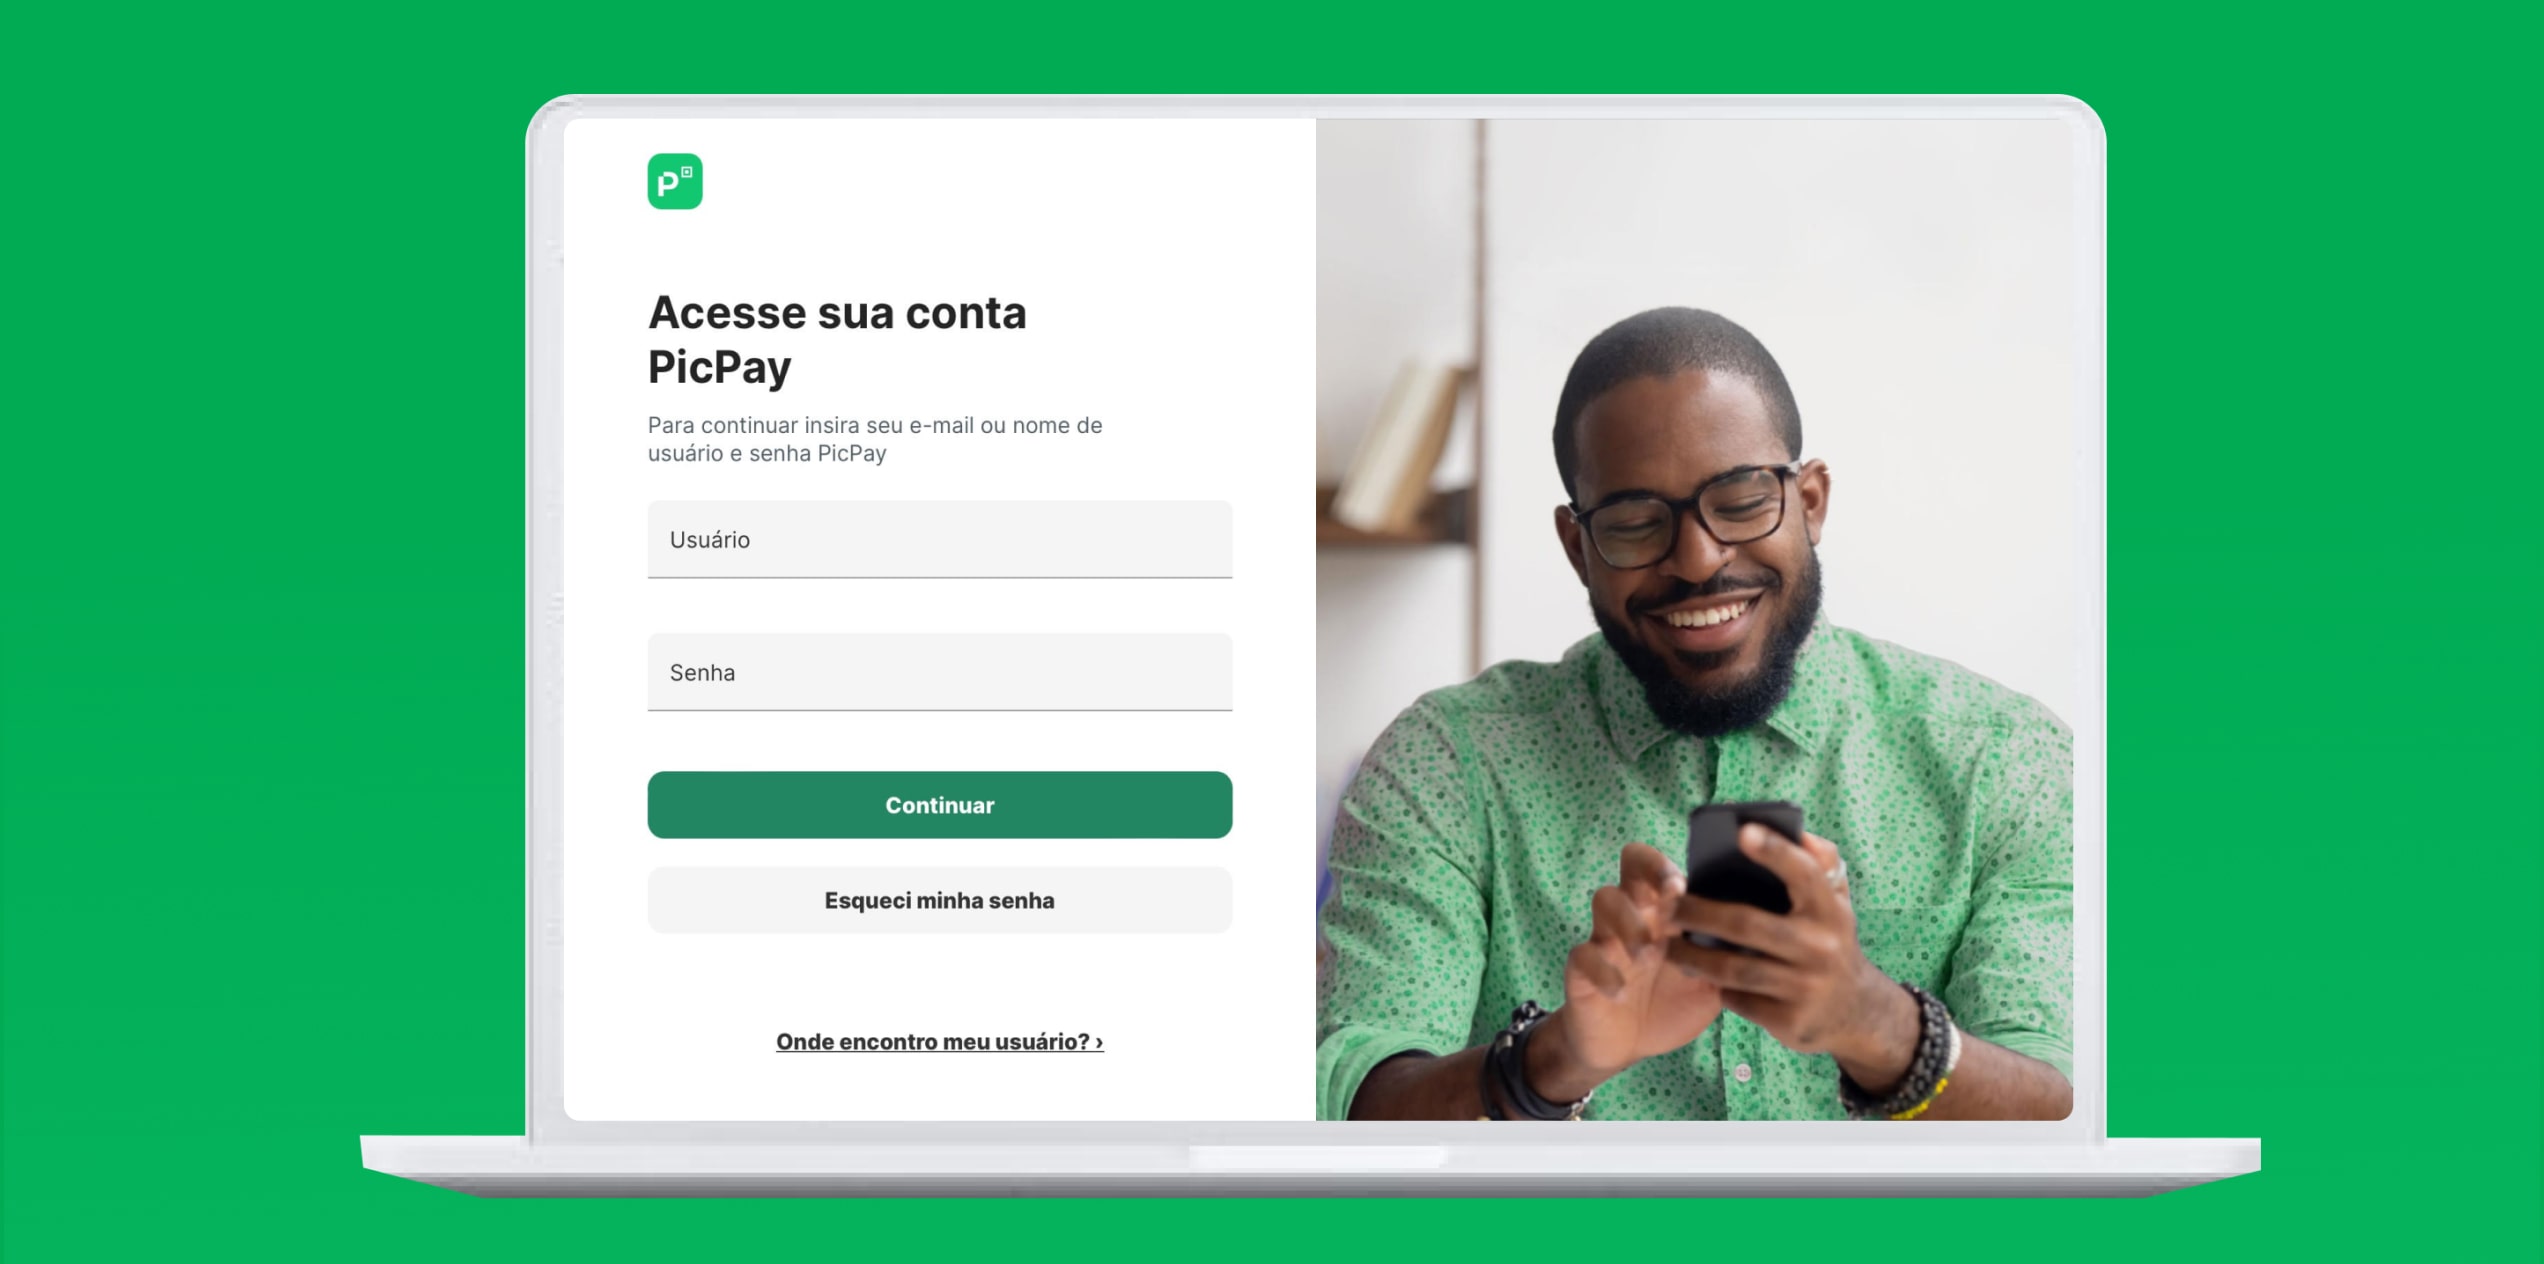 P
Acesse sua conta
PicPay
Para continuar insira seu e-mail ou nome de
usuário e senha PicPay
Usuário
Senha
Continuar
Esqueci minha senha
Onde encontro meu usuário? ›